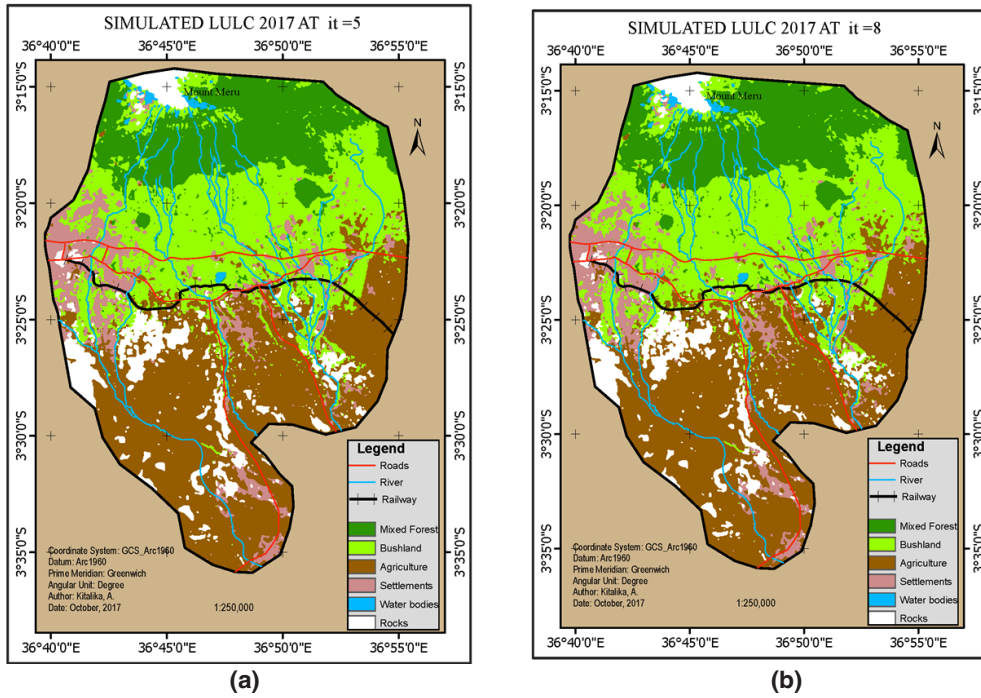 SIMULATED LULC 2017 AT it =5
36°40'0"E 36°45'0"E 36°50'0"E 36°55'0"E
3°15'0"S
3°20'0"S
3°25'0"S
3°30'0"S
3°35'0"S
Mount Meru
N
3°15'0"S
3°20'0"S
3°25'0"S
3°30'0"S
3°35'0"S
Legend
Roads
River
Railway
Mixed Forest
Bushland
Agriculture
Settlements
Water bodies
Rocks
Coordinate System: GCS_Arc1960
Datum: Arc1960
Prime Meridian: Greenwich
Angular Unit: Degree
Author: Kitalika, A.
Date: October, 2017
1:250,000
36°40'0"E 36°45'0"E 36°50'0"E 36°55'0"E
(a)
SIMULATED LULC 2017 AT it =8
36°40'0"E 36°45'0"E 36°50'0"E 36°55'0"E
3°15'0"S
3°20'0"S
3°25'0"S
3°30'0"S
3°35'0"S
Mount Meru
N
3°15'0"S
3°20'0"S
3°25'0"S
3°30'0"S
3°35'0"S
Legend
Roads
River
Railway
Mixed Forest
Bushland
Agriculture
Settlements
Water bodies
Rocks
Coordinate System: GCS_Arc1960
Datum: Arc1960
Prime Meridian: Greenwich
Angular Unit: Degree
Author: Kitalika, A.
Date: October, 2017
1:250,000
36°40'0"E 36°45'0"E 36°50'0"E 36°55'0"E
(b)